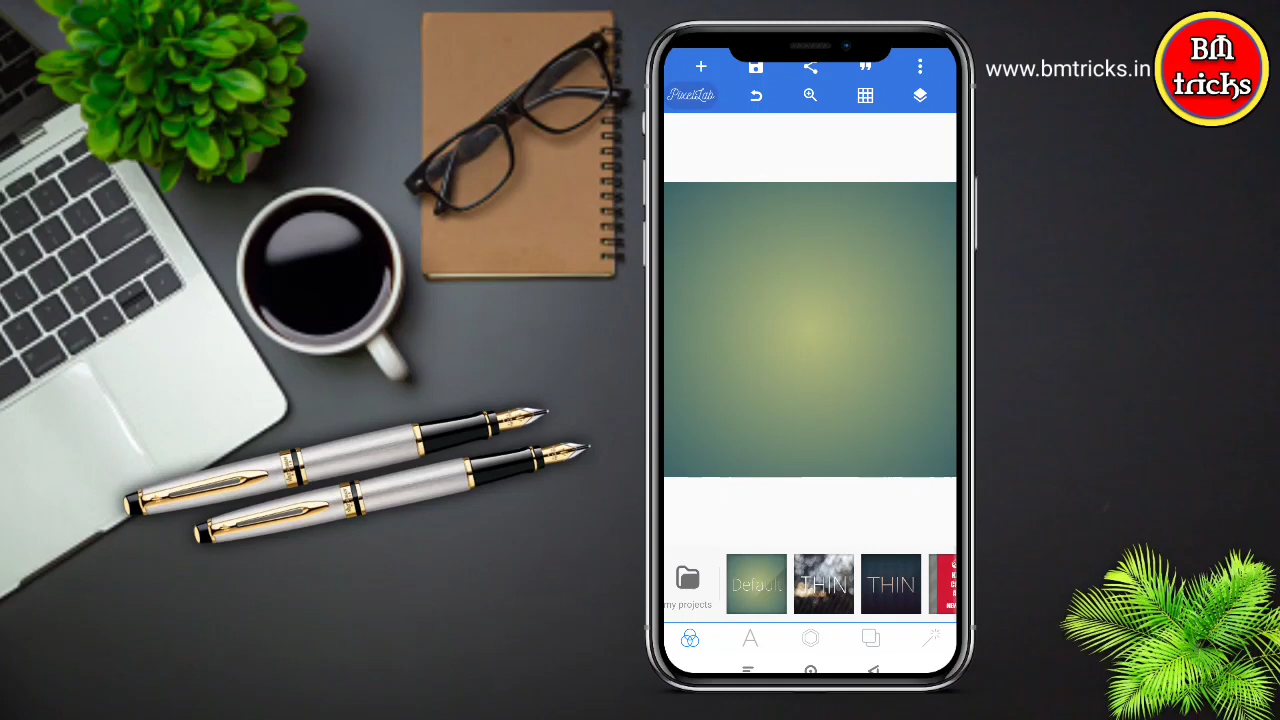 www.bmtricks.in
BM
tricks
PixelLab
my projects
Default
THIN
THIN